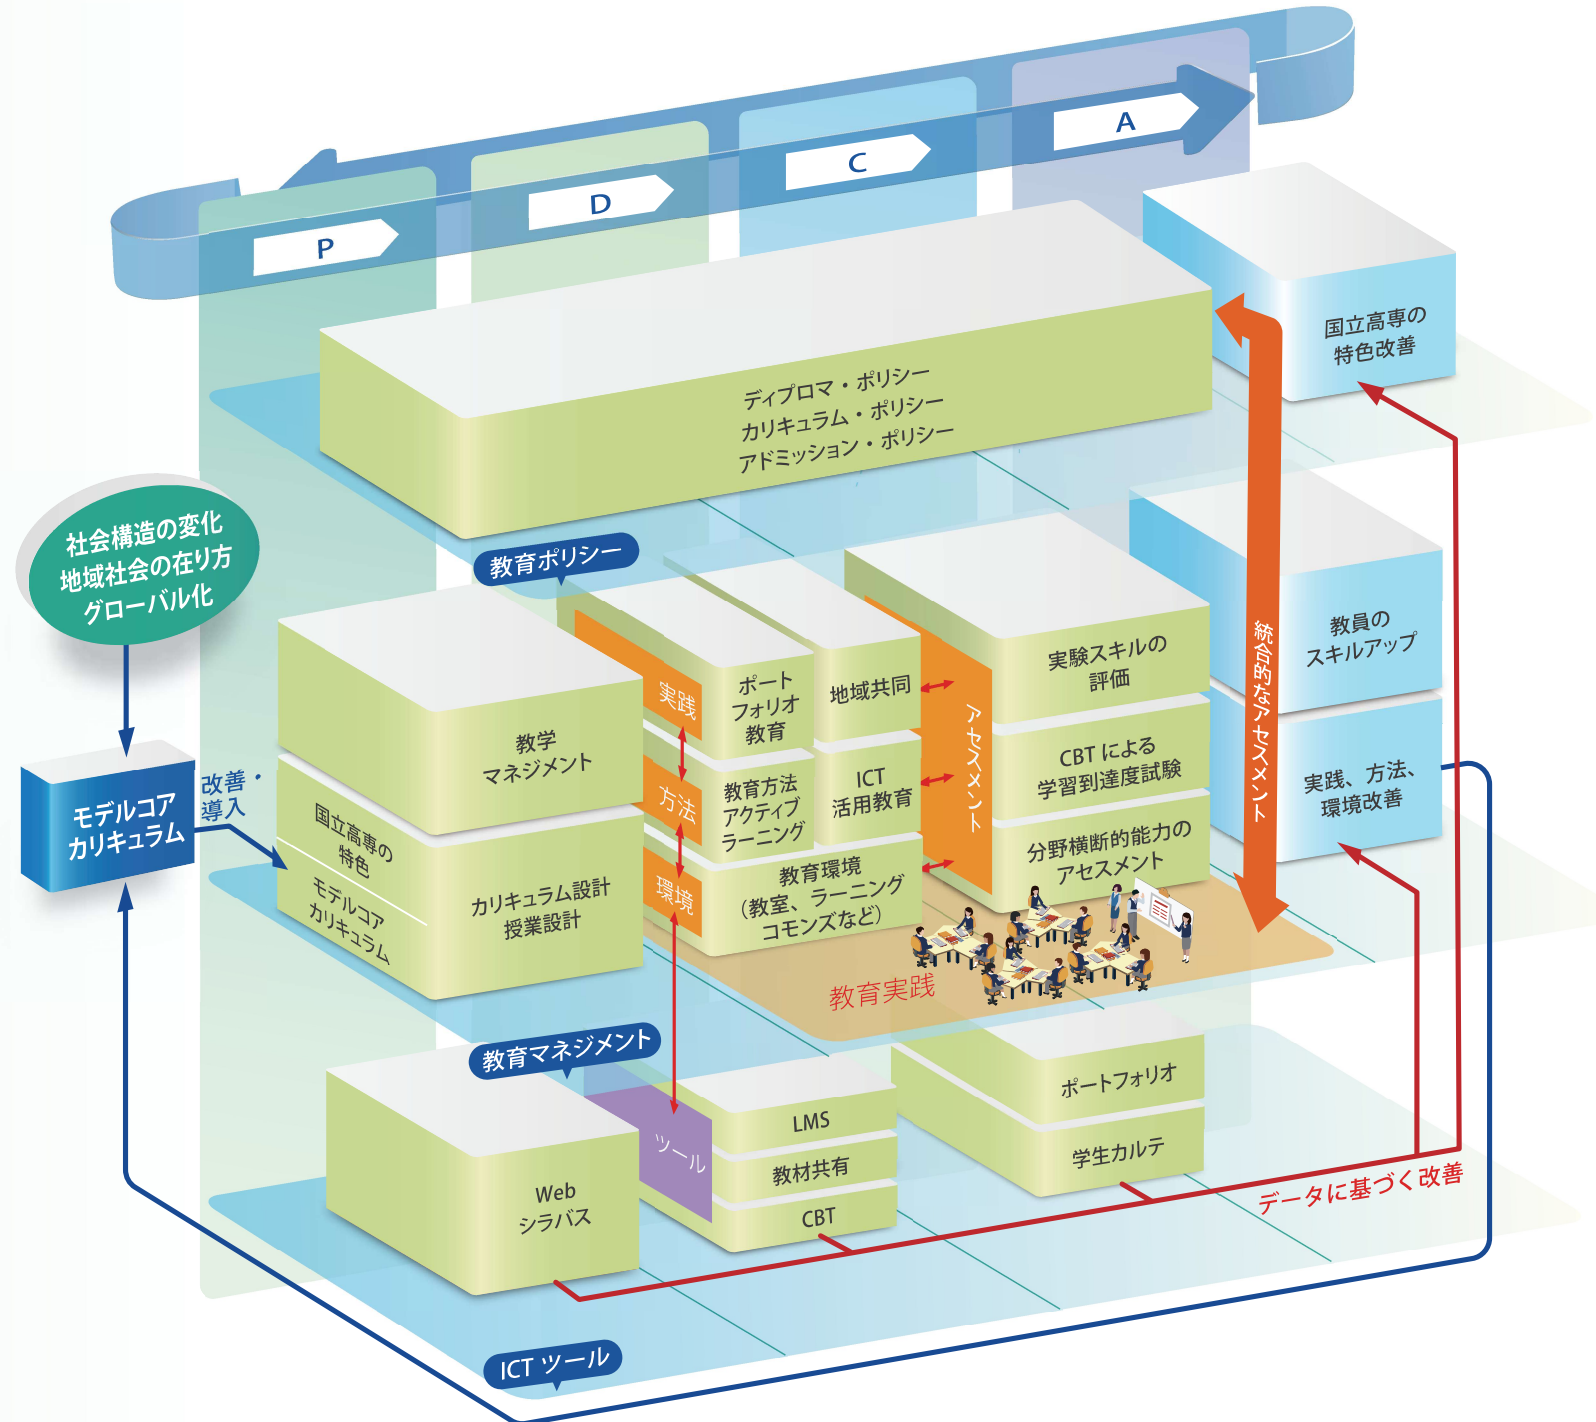 P
D
C
A
国立高専の
特色改善
ディプロマ・ポリシー
カリキュラム・ポリシー
アドミッション・ポリシー
教育ポリシー
社会構造の変化
地域社会の在り方
グローバル化
モデルコア
カリキュラム
改善・
導入
教学
マネジメント
国立高専の
特色
モデルコア
カリキュラム
カリキュラム設計
授業設計
実践
方法
環境
ポート
フォリオ
教育
地域共同
教育方法
アクティブ
ラーニング
ICT
活用教育
教育環境
（教室、ラーニング
コモンズなど）
アセスメント
実験スキルの
評価
CBT による
学習到達度試験
分野横断的能力の
アセスメント
統合的なアセスメント
教員の
スキルアップ
実践、方法、
環境改善
教育実践
教育マネジメント
Web
シラバス
ツール
LMS
教材共有
CBT
ポートフォリオ
学生カルテ
データに基づく改善
ICT ツール